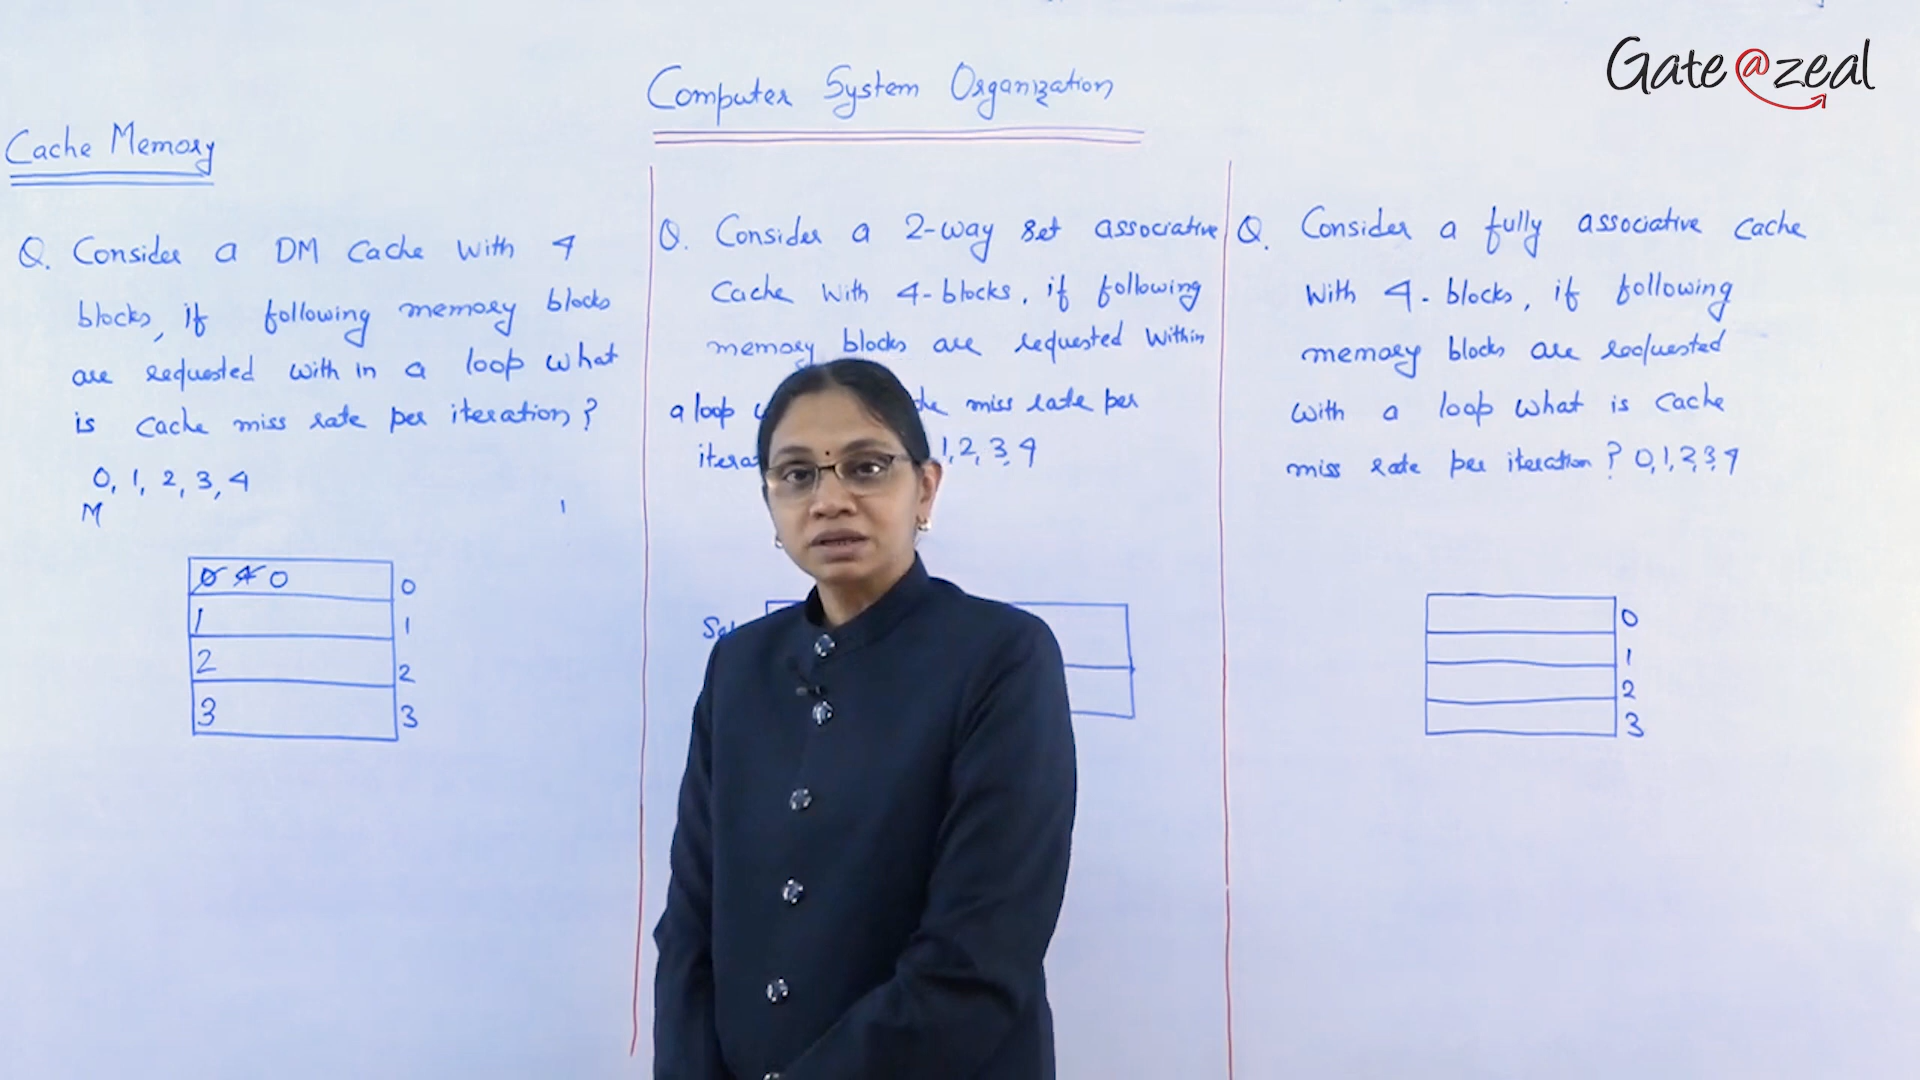 Gate@zeal
Computer System Organization
Cache Memory
Q. Consider a DM Cache with 4
blocks, if following memory blocks
are requested with in a loop what
is cache miss rate per iteration?
0, 1, 2, 3, 4
M
1
0 4 0
0
1
1
2
2
3
3
Q. Consider a 2-way set associative
Cache with 4-blocks, if following
memory blocks are requested within
a loop miss rate per
1, 2, 3, 4
Q. Consider a fully associative cache
with 4-blocks, if following
memory blocks are requested
with a loop what is cache
miss rate per iteration? 0, 1, 2, 3, 4
0
1
2
3